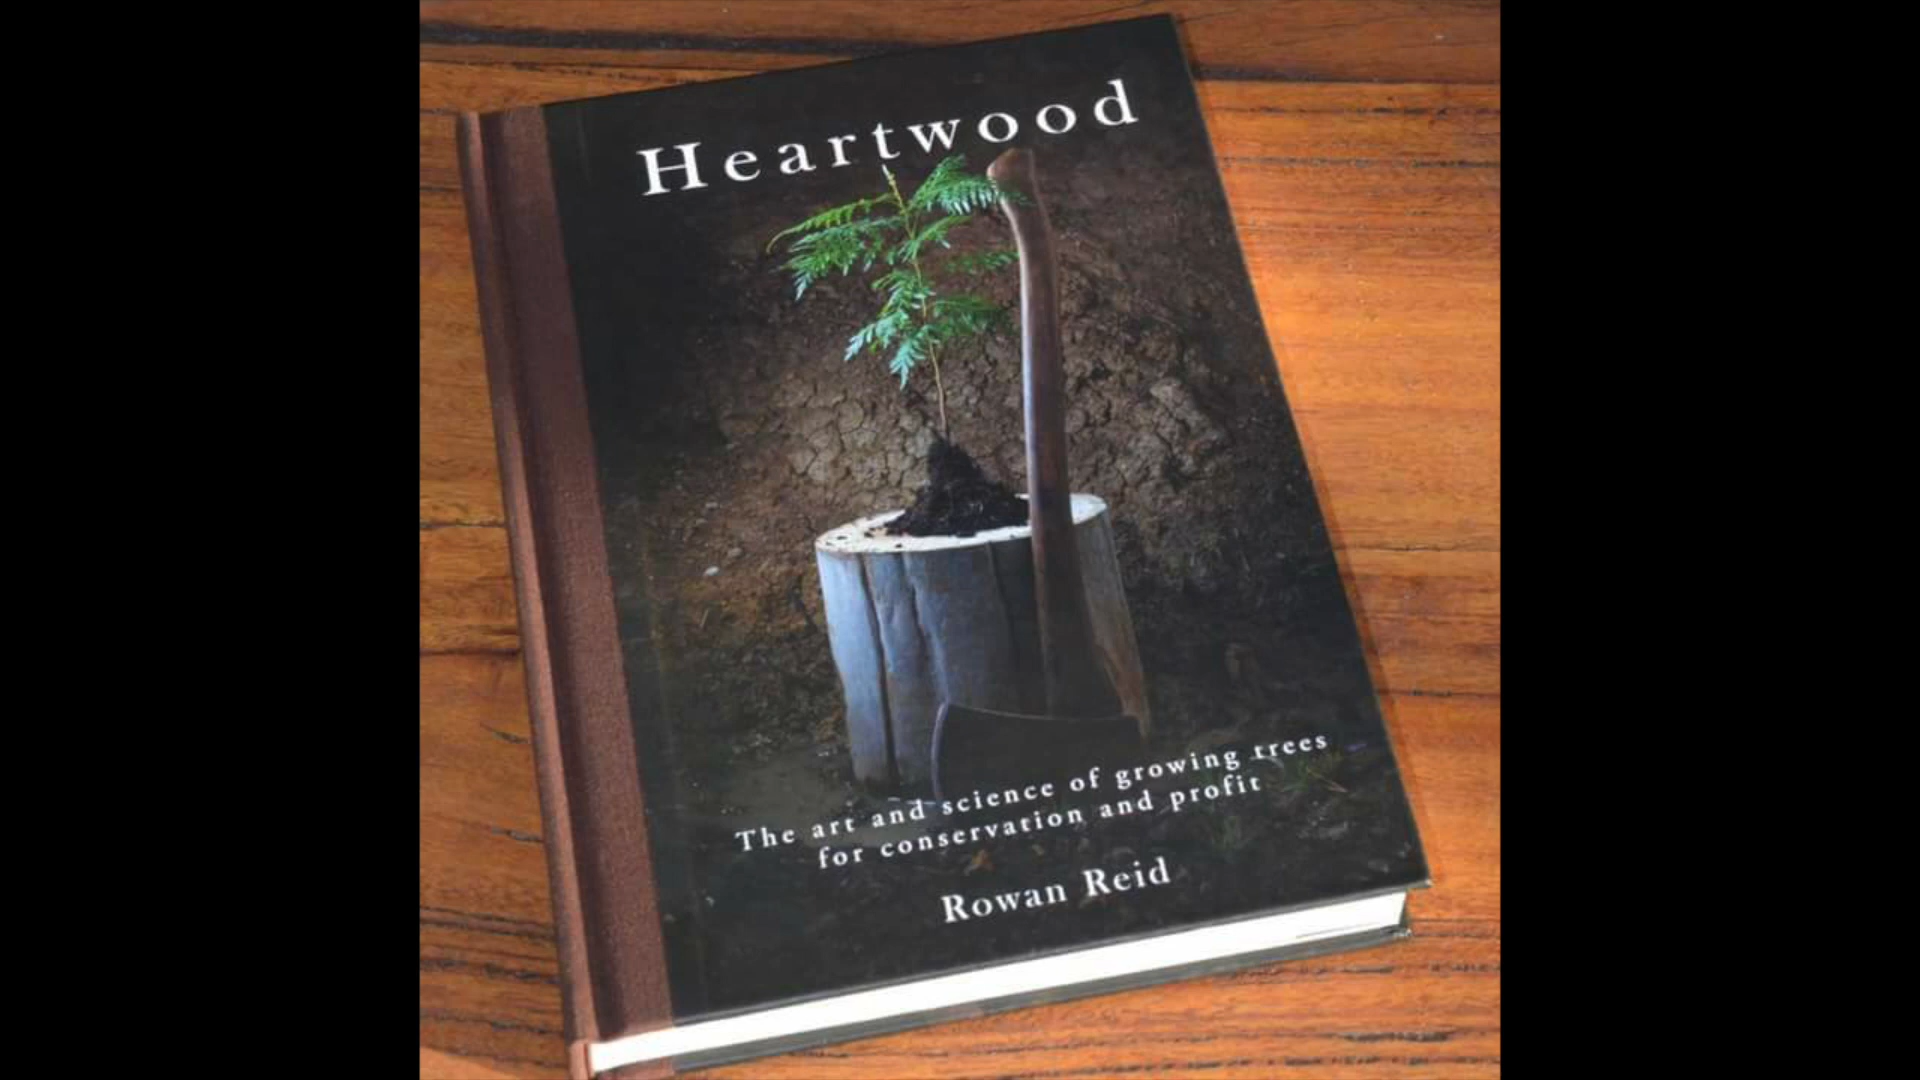 Heartwood
The art and science of growing trees
for conservation and profit
Rowan Reid